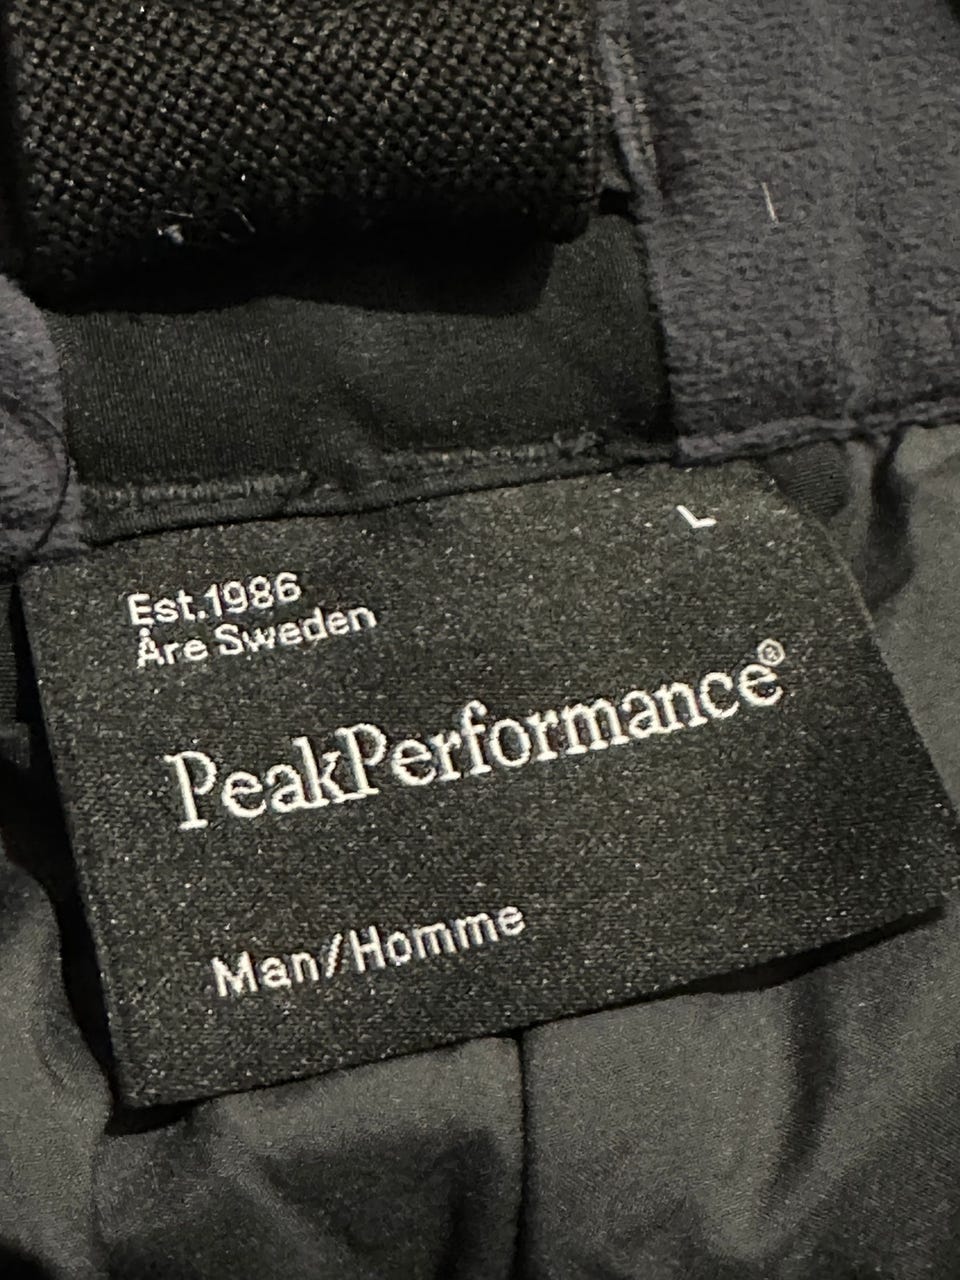 L
Est.1986
Åre Sweden
PeakPerformance®
Man/Homme